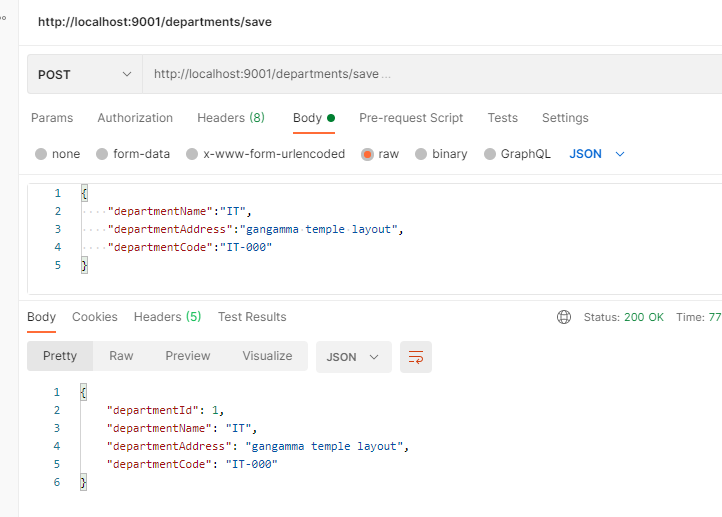 http://localhost:9001/departments/save
POST http://localhost:9001/departments/save ...
Params Authorization Headers (8) Body Pre-request Script Tests Settings
none form-data x-www-form-urlencoded raw binary GraphQL JSON
1 {
2 ····"departmentName":"IT",
3 ····"departmentAddress":"gangamma·temple·layout",
4 ····"departmentCode":"IT-000"
5 }
Body Cookies Headers (5) Test Results Status: 200 OK Time: 77
Pretty Raw Preview Visualize JSON
1 {
2 "departmentId": 1,
3 "departmentName": "IT",
4 "departmentAddress": "gangamma temple layout",
5 "departmentCode": "IT-000"
6 }